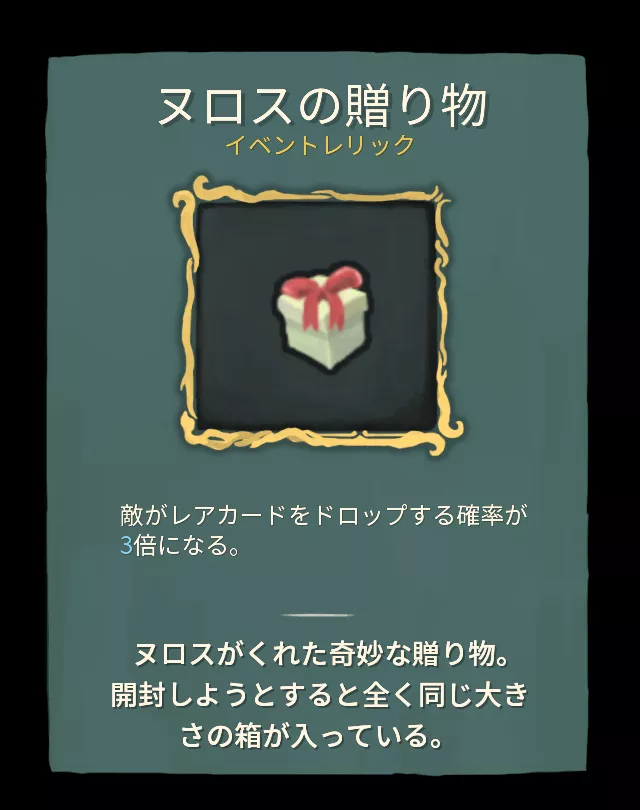 ヌロスの贈り物
イベントレリック
敵がレアカードをドロップする確率が
3倍になる。
ヌロスがくれた奇妙な贈り物。
開封しようとすると全く同じ大き
さの箱が入っている。